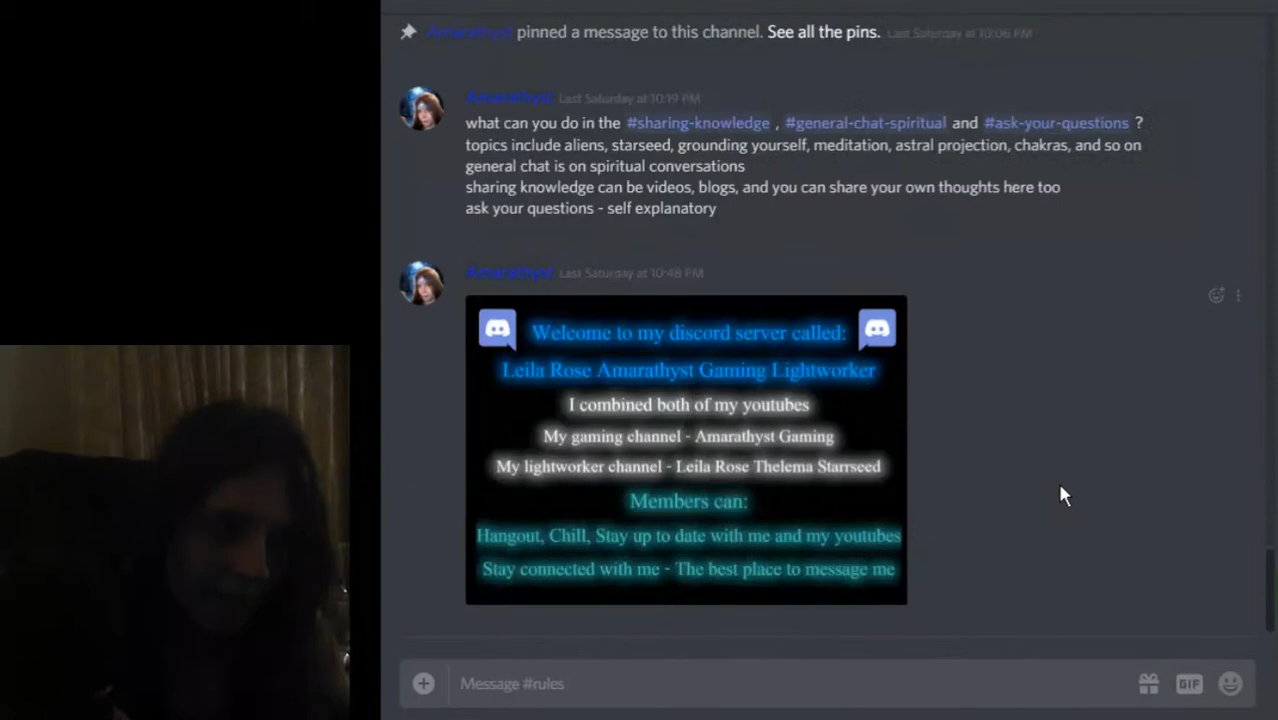 Amarathyst pinned a message to this channel. See all the pins. Last Saturday at 10:06 PM
Amarathyst Last Saturday at 10:19 PM
what can you do in the #sharing-knowledge , #general-chat-spiritual and #ask-your-questions ?
topics include aliens, starseed, grounding yourself, meditation, astral projection, chakras, and so on
general chat is on spiritual conversations
sharing knowledge can be videos, blogs, and you can share your own thoughts here too
ask your questions - self explanatory
Amarathyst Last Saturday at 10:48 PM
Welcome to my discord server called:
Leila Rose Amarathyst Gaming Lightworker
I combined both of my youtubes
My gaming channel - Amarathyst Gaming
My lightworker channel - Leila Rose Thelema Starrseed
Members can:
Hangout, Chill, Stay up to date with me and my youtubes
Stay connected with me - The best place to message me
Message #rules
GIF